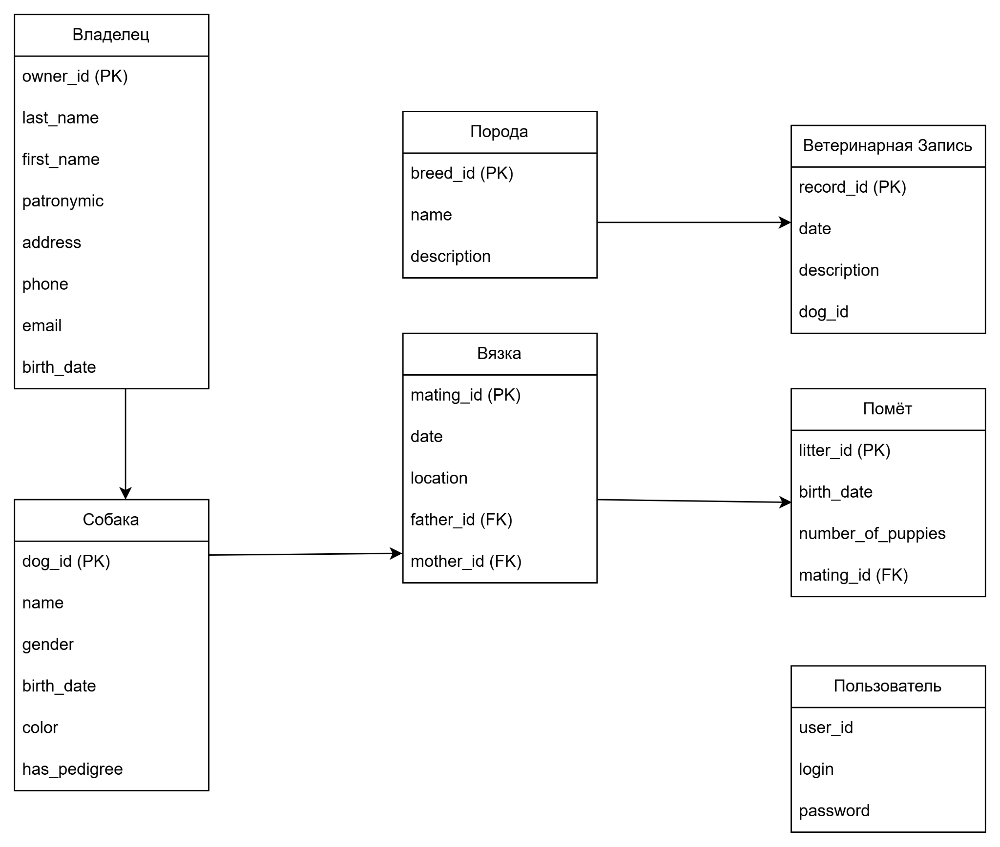 Владелец
owner_id (PK)
last_name
first_name
patronymic
address
phone
email
birth_date
Собака
dog_id (PK)
name
gender
birth_date
color
has_pedigree
Порода
breed_id (PK)
name
description
Вязка
mating_id (PK)
date
location
father_id (FK)
mother_id (FK)
Ветеринарная Запись
record_id (PK)
date
description
dog_id
Помёт
litter_id (PK)
birth_date
number_of_puppies
mating_id (FK)
Пользователь
user_id
login
password